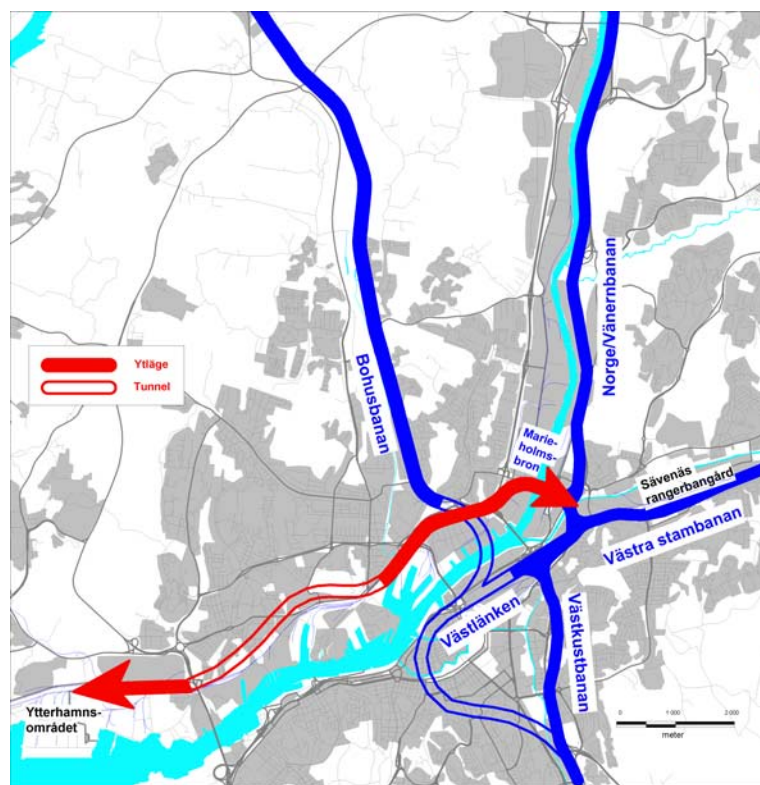 Norge/Vänernbanan
Bohusbanan
Ytläge
Tunnel
Marie-
holms-
bron
Sävenäs
rangerbangård
Västra stambanan
Västlänken
Västkustbanan
Ytterhamns-
området
0 1 000 2 000
meter